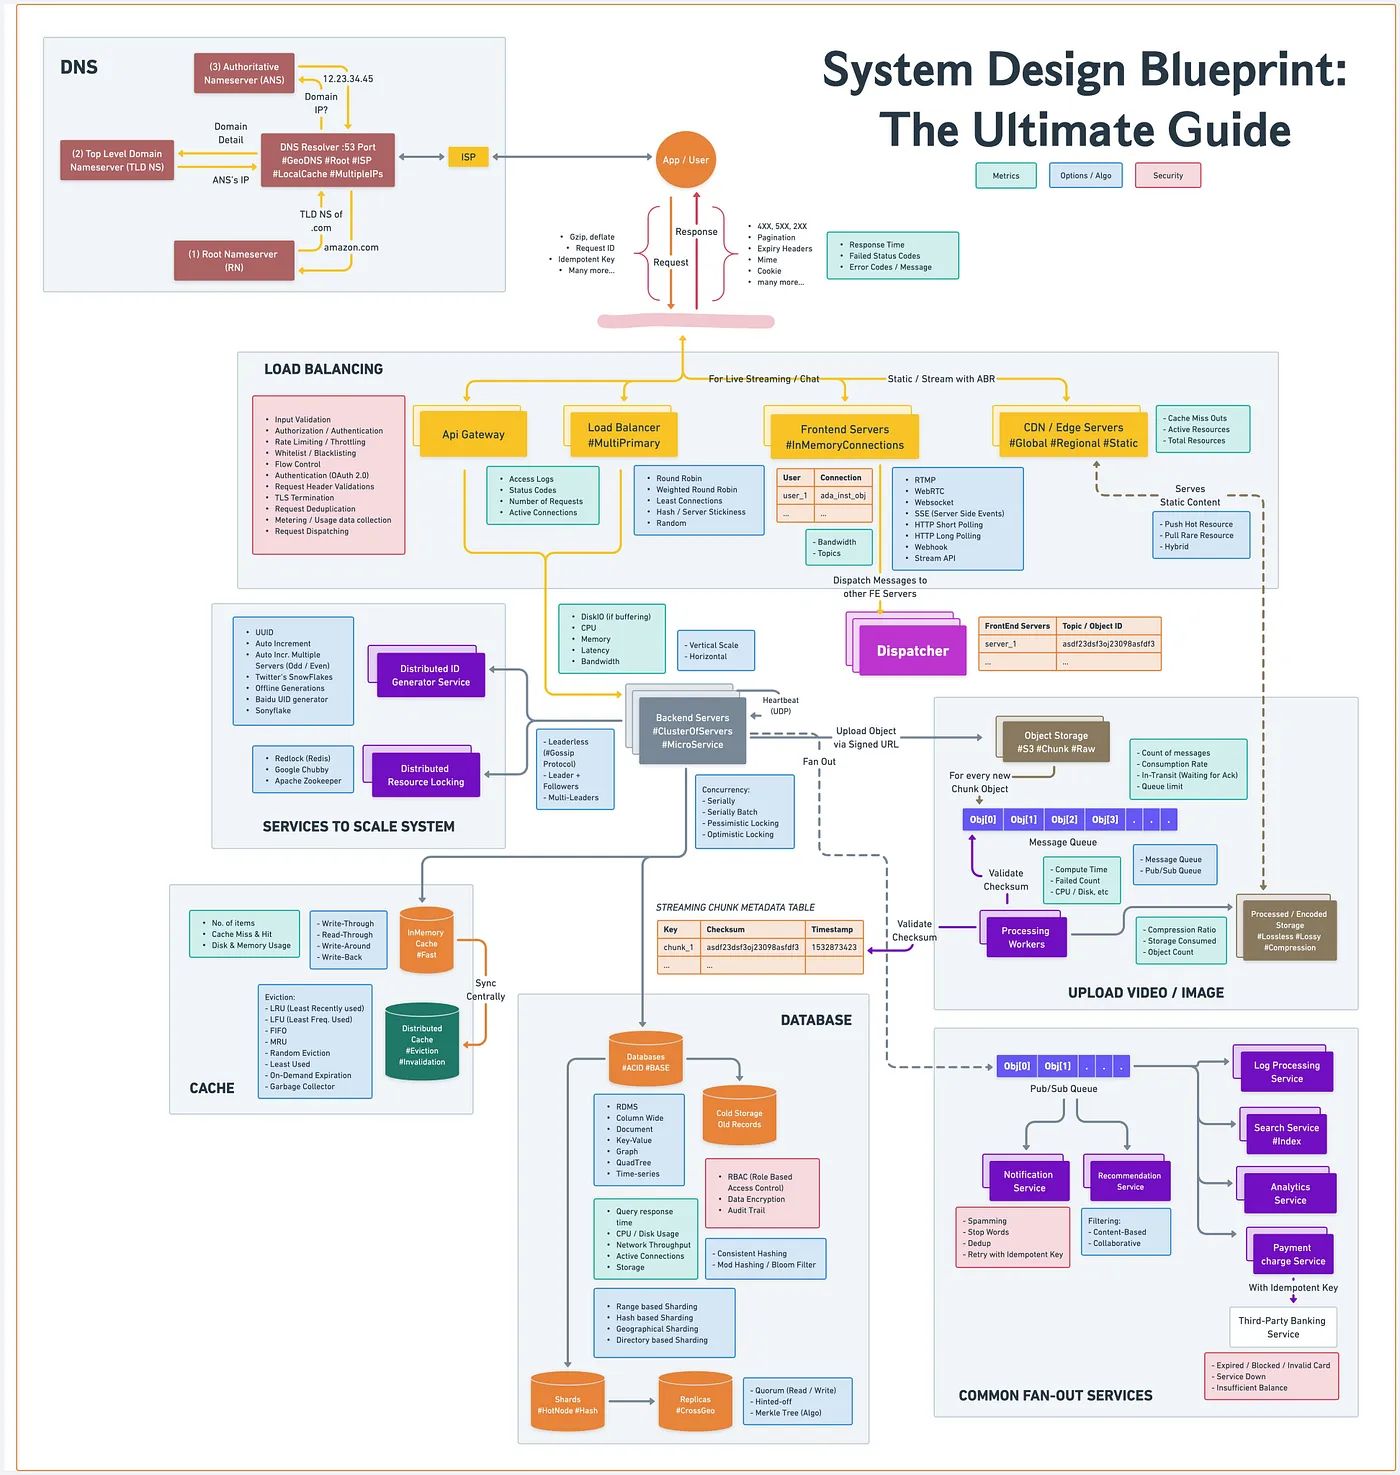 System Design Blueprint:
The Ultimate Guide
Metrics
Options / Algo
Security
DNS
(3) Authoritative
Nameserver (ANS)
12.23.34.45
Domain
IP?
Domain
Detail
(2) Top Level Domain
Nameserver (TLD NS)
ANS's IP
DNS Resolver :53 Port
#GeoDNS #Root #ISP
#LocalCache #MultipleIPs
ISP
App / User
TLD NS of
.com
amazon.com
(1) Root Nameserver
(RN)
• Gzip, deflate
• Request ID
• Idempotent Key
• Many more...
Request
Response
• 4XX, 5XX, 2XX
• Pagination
• Expiry Headers
• Mime
• Cookie
• many more...
• Response Time
• Failed Status Codes
• Error Codes / Message
LOAD BALANCING
For Live Streaming / Chat
Static / Stream with ABR
• Input Validation
• Authorization / Authentication
• Rate Limiting / Throttling
• Whitelist / Blacklisting
• Flow Control
• Authentication (OAuth 2.0)
• Request Header Validations
• TLS Termination
• Request Deduplication
• Metering / Usage data collection
• Request Dispatching
Api Gateway
Load Balancer
#MultiPrimary
Frontend Servers
#InMemoryConnections
CDN / Edge Servers
#Global #Regional #Static
• Cache Miss Outs
• Active Resources
• Total Resources
• Access Logs
• Status Codes
• Number of Requests
• Active Connections
• Round Robin
• Weighted Round Robin
• Least Connections
• Hash / Server Stickiness
• Random
User Connection
user_1 ada_inst_obj
... ...
- Bandwidth
- Topics
• RTMP
• WebRTC
• Websocket
• SSE (Server Side Events)
• HTTP Short Polling
• HTTP Long Polling
• Webhook
• Stream API
Serves
Static Content
- Push Hot Resource
- Pull Rare Resource
- Hybrid
Dispatch Messages to
other FE Servers
Dispatcher
FrontEnd Servers Topic / Object ID
server_1 asdf23dsf3oj23098asfdf3
... ...
• UUID
• Auto Increment
• Auto Incr. Multiple
Servers (Odd / Even)
• Twitter's SnowFlakes
• Offline Generations
• Baidu UID generator
• Sonyflake
Distributed ID
Generator Service
• Redlock (Redis)
• Google Chubby
• Apache Zookeeper
Distributed
Resource Locking
SERVICES TO SCALE SYSTEM
• DiskIO (if buffering)
• CPU
• Memory
• Latency
• Bandwidth
- Vertical Scale
- Horizontal
Backend Servers
#ClusterOfServers
#MicroService
Heartbeat
(UDP)
- Leaderless
(#Gossip
Protocol)
- Leader +
Followers
- Multi-Leaders
Concurrency:
- Serially
- Serially Batch
- Pessimistic Locking
- Optimistic Locking
Upload Object
via Signed URL
Fan Out
Object Storage
#S3 #Chunk #Raw
For every new
Chunk Object
- Count of messages
- Consumption Rate
- In-Transit (Waiting for Ack)
- Queue limit
Obj[0] Obj[1] Obj[2] Obj[3] . . .
Message Queue
Validate
Checksum
- Compute Time
- Failed Count
- CPU / Disk, etc
- Message Queue
- Pub/Sub Queue
Processing
Workers
- Compression Ratio
- Storage Consumed
- Object Count
Processed / Encoded
Storage
#Lossless #Lossy
#Compression
UPLOAD VIDEO / IMAGE
STREAMING CHUNK METADATA TABLE
Key Checksum Timestamp
chunk_1 asdf23dsf3oj23098asfdf3 1532873423
... ...
Validate
Checksum
• No. of items
• Cache Miss & Hit
• Disk & Memory Usage
- Write-Through
- Read-Through
- Write-Around
- Write-Back
InMemory
Cache
#Fast
Sync
Centrally
Eviction:
- LRU (Least Recently used)
- LFU (Least Freq. Used)
- FIFO
- MRU
- Random Eviction
- Least Used
- On-Demand Expiration
- Garbage Collector
Distributed
Cache
#Eviction
#Invalidation
CACHE
DATABASE
Databases
#ACID #BASE
Cold Storage
Old Records
• RDMS
• Column Wide
• Document
• Key-Value
• Graph
• QuadTree
• Time-series
• RBAC (Role Based
Access Control)
• Data Encryption
• Audit Trail
• Query response
time
• CPU / Disk Usage
• Network Throughput
• Active Connections
• Storage
- Consistent Hashing
- Mod Hashing / Bloom Filter
• Range based Sharding
• Hash based Sharding
• Geographical Sharding
• Directory based Sharding
Shards
#HotNode #Hash
Replicas
#CrossGeo
- Quorum (Read / Write)
- Hinted-off
- Merkle Tree (Algo)
Obj[0] Obj[1] . . .
Pub/Sub Queue
Log Processing
Service
Search Service
#Index
Analytics
Service
Payment
charge Service
Notification
Service
Recommendation
Service
- Spamming
- Stop Words
- Dedup
- Retry with Idempotent Key
Filtering:
- Content-Based
- Collaborative
With Idempotent Key
Third-Party Banking
Service
- Expired / Blocked / Invalid Card
- Service Down
- Insufficient Balance
COMMON FAN-OUT SERVICES